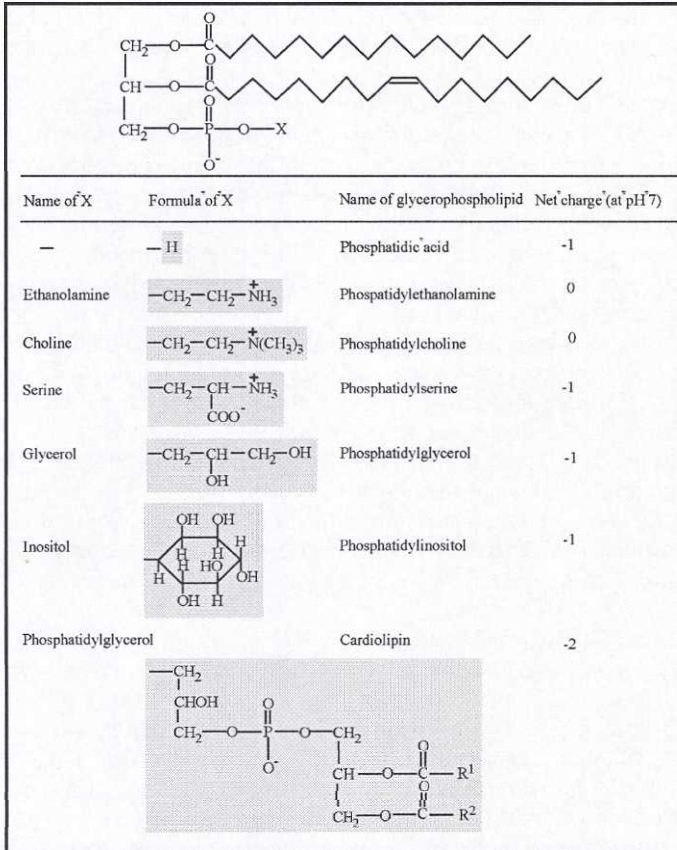 O
CH2—O—C
O
CH—O—C
O
CH2—O—P—O—X
O-
Name of X Formula of X Name of glycerophospholipid Net charge (at pH 7)
— —H Phosphatidic acid -1
Ethanolamine —CH2—CH2—NH3 + Phospatidylethanolamine 0
Choline —CH2—CH2—N(CH3)3 + Phosphatidylcholine 0
Serine —CH2—CH—NH3 + Phosphatidylserine -1
COO-
Glycerol —CH2—CH—CH2—OH Phosphatidylglycerol -1
OH
OH OH
Inositol H H H H HO OH Phosphatidylinositol -1
OH H
Phosphatidylglycerol Cardiolipin -2
—CH2
CHOH O
CH2—O—P—O—CH2
O- O
CH—O—C—R1
O
CH2—O—C—R2